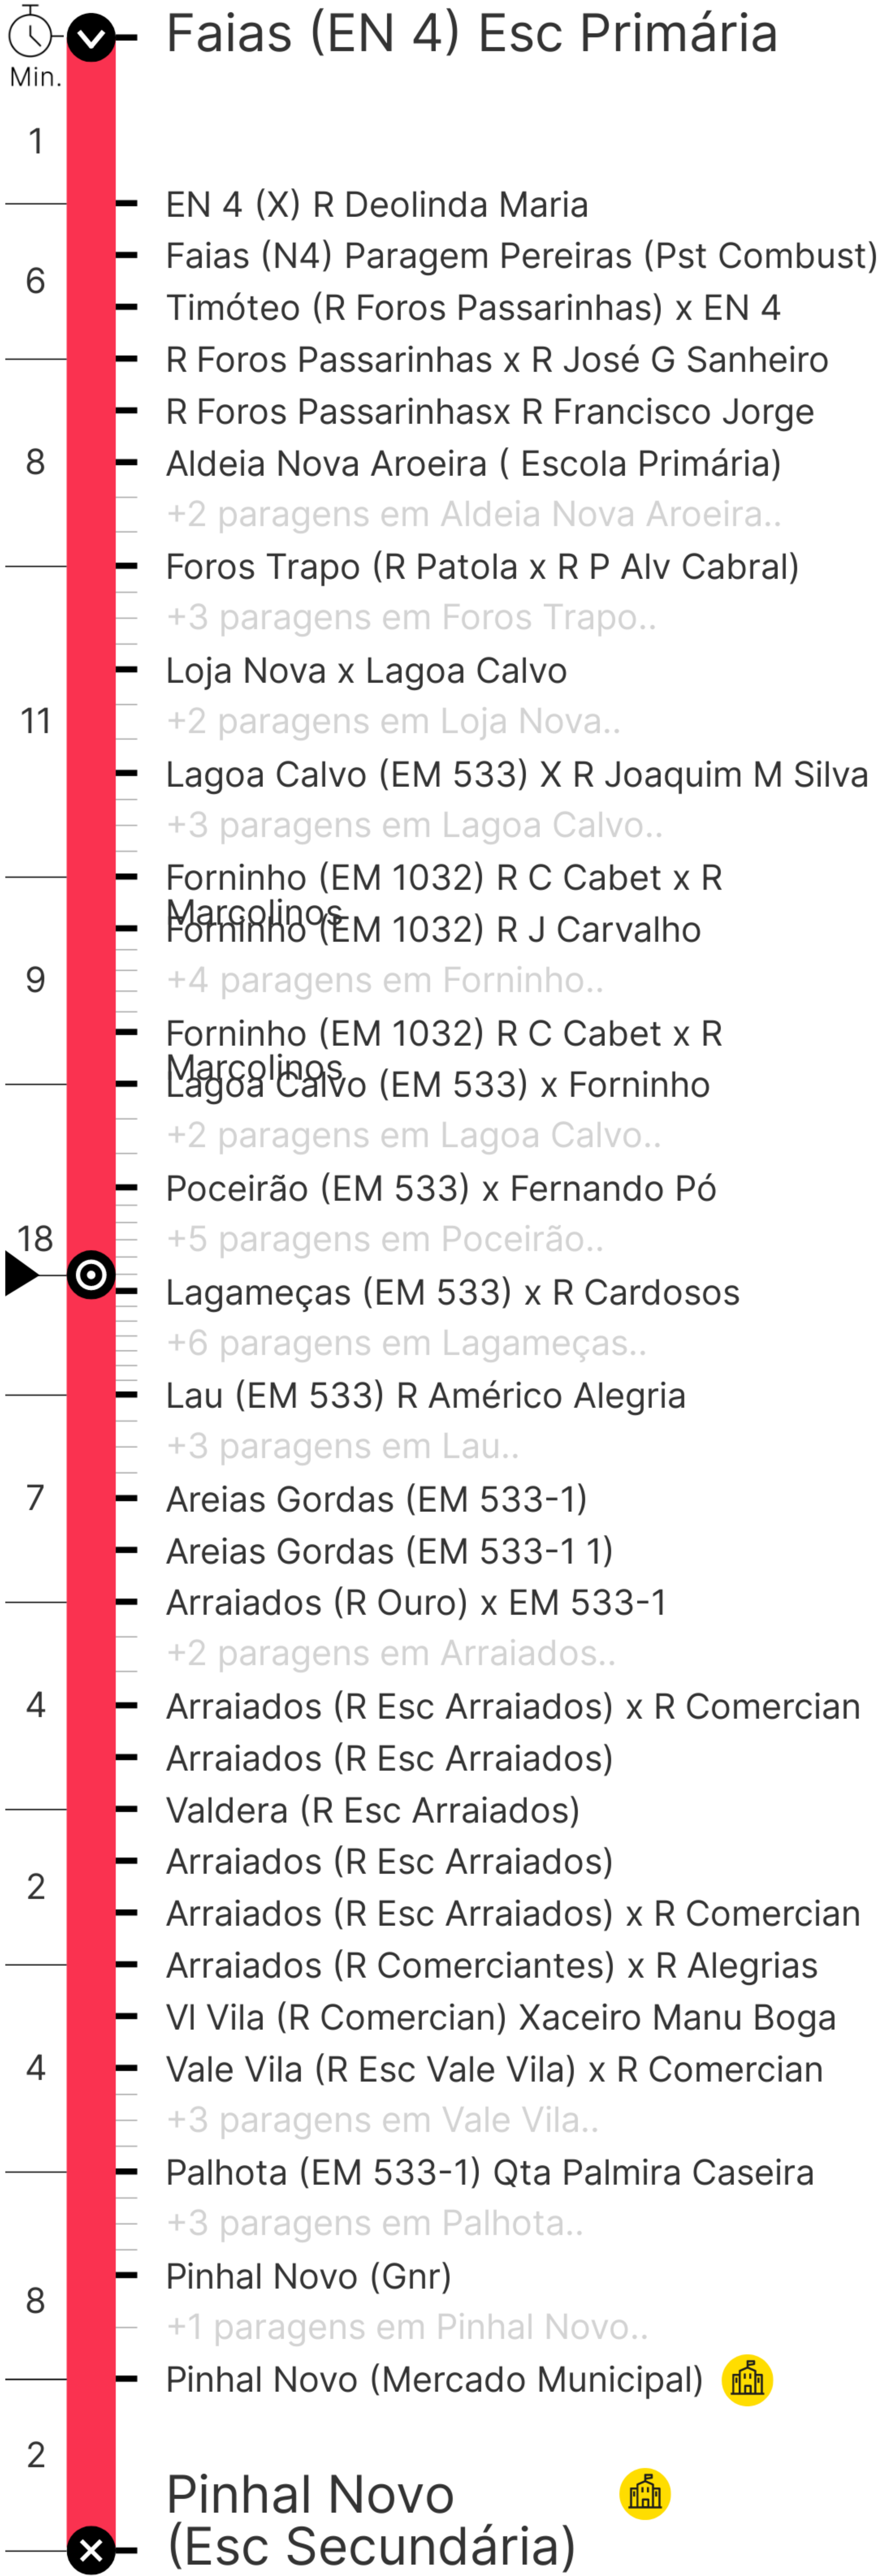 Faias (EN 4) Esc Primária
Min.
1
EN 4 (X) R Deolinda Maria
Faias (N4) Paragem Pereiras (Pst Combust)
6
Timóteo (R Foros Passarinhas) x EN 4
R Foros Passarinhas x R José G Sanheiro
R Foros Passarinhasx R Francisco Jorge
8
Aldeia Nova Aroeira ( Escola Primária)
+2 paragens em Aldeia Nova Aroeira..
Foros Trapo (R Patola x R P Alv Cabral)
+3 paragens em Foros Trapo..
Loja Nova x Lagoa Calvo
11
+2 paragens em Loja Nova..
Lagoa Calvo (EM 533) X R Joaquim M Silva
+3 paragens em Lagoa Calvo..
Forninho (EM 1032) R C Cabet x R
Marcolinos
Forninho (EM 1032) R J Carvalho
9
+4 paragens em Forninho..
Forninho (EM 1032) R C Cabet x R
Marcolinos
Lagoa Calvo (EM 533) x Forninho
+2 paragens em Lagoa Calvo..
Poceirão (EM 533) x Fernando Pó
18
+5 paragens em Poceirão..
Lagameças (EM 533) x R Cardosos
+6 paragens em Lagameças..
Lau (EM 533) R Américo Alegria
+3 paragens em Lau..
7
Areias Gordas (EM 533-1)
Areias Gordas (EM 533-1 1)
Arraiados (R Ouro) x EM 533-1
+2 paragens em Arraiados..
4
Arraiados (R Esc Arraiados) x R Comercian
Arraiados (R Esc Arraiados)
Valdera (R Esc Arraiados)
Arraiados (R Esc Arraiados)
2
Arraiados (R Esc Arraiados) x R Comercian
Arraiados (R Comerciantes) x R Alegrias
Vl Vila (R Comercian) Xaceiro Manu Boga
4
Vale Vila (R Esc Vale Vila) x R Comercian
+3 paragens em Vale Vila..
Palhota (EM 533-1) Qta Palmira Caseira
+3 paragens em Palhota..
Pinhal Novo (Gnr)
8
+1 paragens em Pinhal Novo..
Pinhal Novo (Mercado Municipal)
2
Pinhal Novo
(Esc Secundária)